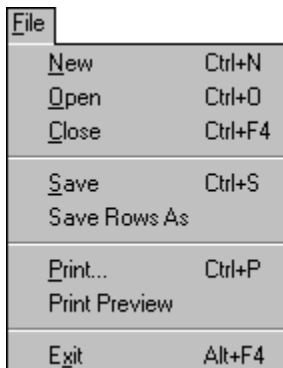 File
New Ctrl+N
Open Ctrl+O
Close Ctrl+F4
Save Ctrl+S
Save Rows As
Print... Ctrl+P
Print Preview
Exit Alt+F4